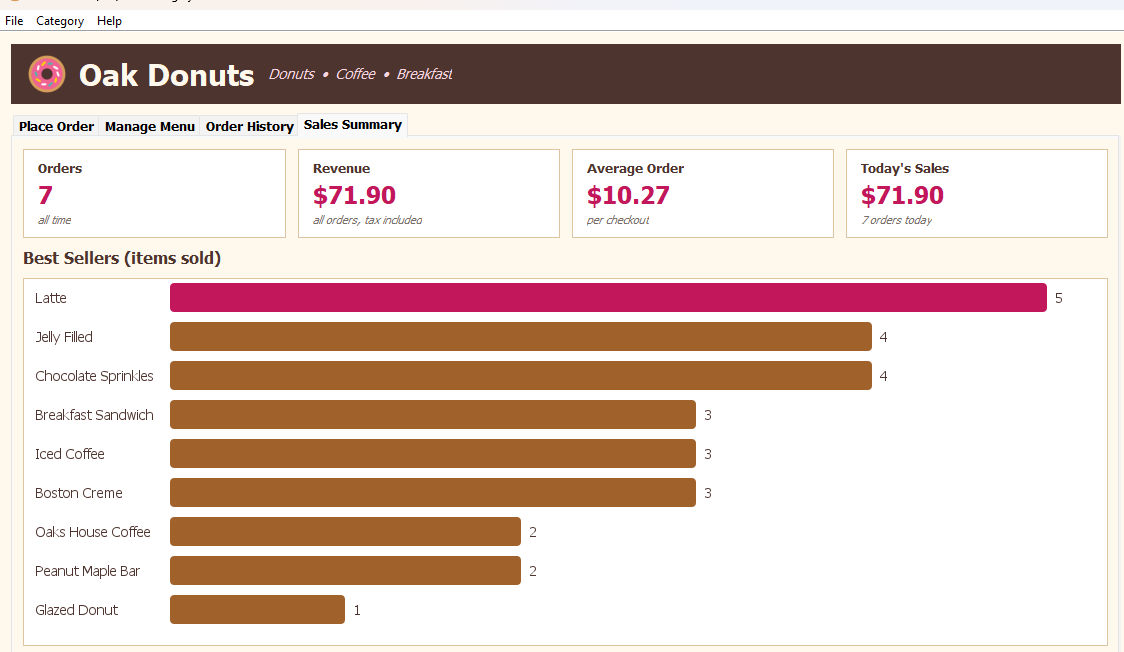 File Category Help
Oak Donuts Donuts • Coffee • Breakfast
Place Order Manage Menu Order History Sales Summary
Orders
7
all time
Revenue
$71.90
all orders, tax included
Average Order
$10.27
per checkout
Today's Sales
$71.90
7 orders today
Best Sellers (items sold)
Latte 5
Jelly Filled 4
Chocolate Sprinkles 4
Breakfast Sandwich 3
Iced Coffee 3
Boston Creme 3
Oaks House Coffee 2
Peanut Maple Bar 2
Glazed Donut 1